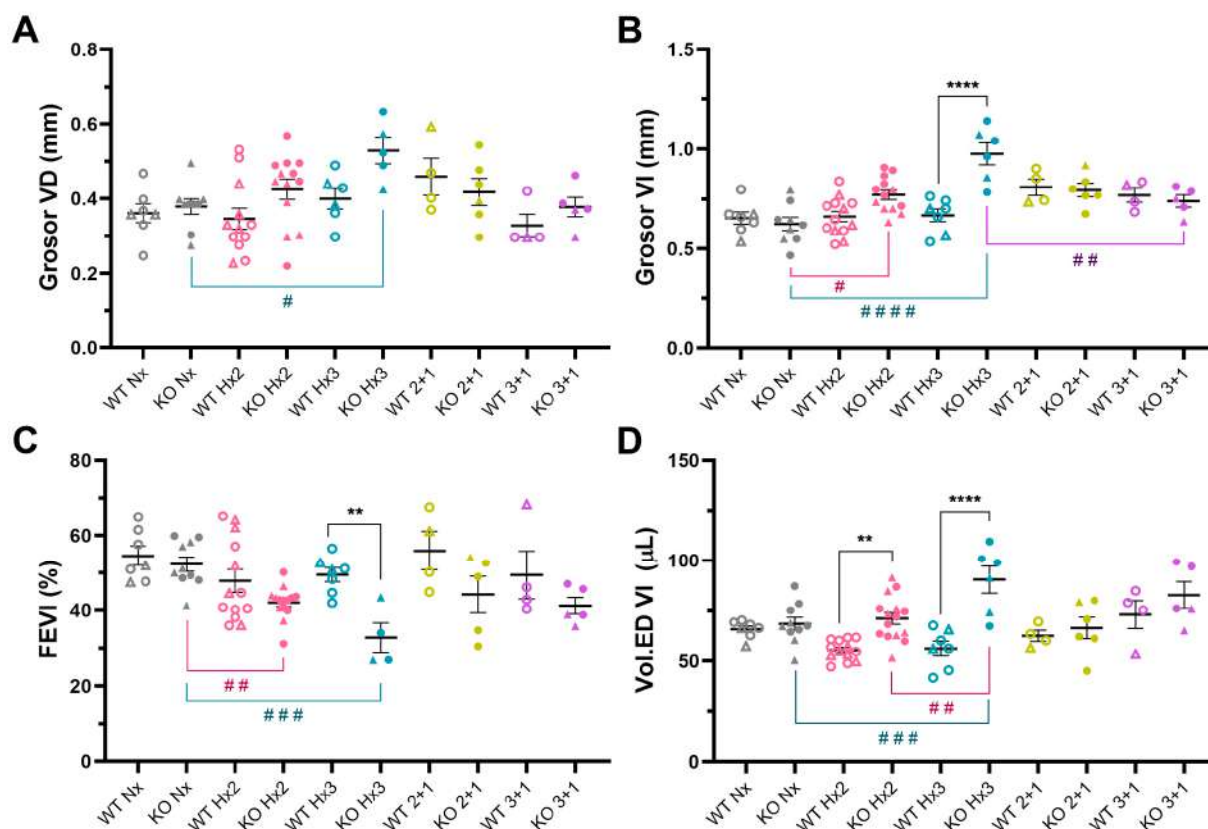 A
Grosor VD (mm)
0.8
0.6
0.4
0.2
0.0
#
WT Nx
KO Nx
WT Hx2
KO Hx2
WT Hx3
KO Hx3
WT 2+1
KO 2+1
WT 3+1
KO 3+1
B
Grosor VI (mm)
1.5
1.0
0.5
0.0
****
#
# # # #
# #
WT Nx
KO Nx
WT Hx2
KO Hx2
WT Hx3
KO Hx3
WT 2+1
KO 2+1
WT 3+1
KO 3+1
C
FEVI (%)
80
60
40
20
0
**
# #
# # #
WT Nx
KO Nx
WT Hx2
KO Hx2
WT Hx3
KO Hx3
WT 2+1
KO 2+1
WT 3+1
KO 3+1
D
Vol.ED VI (µL)
150
100
50
0
**
****
# #
# # #
WT Nx
KO Nx
WT Hx2
KO Hx2
WT Hx3
KO Hx3
WT 2+1
KO 2+1
WT 3+1
KO 3+1